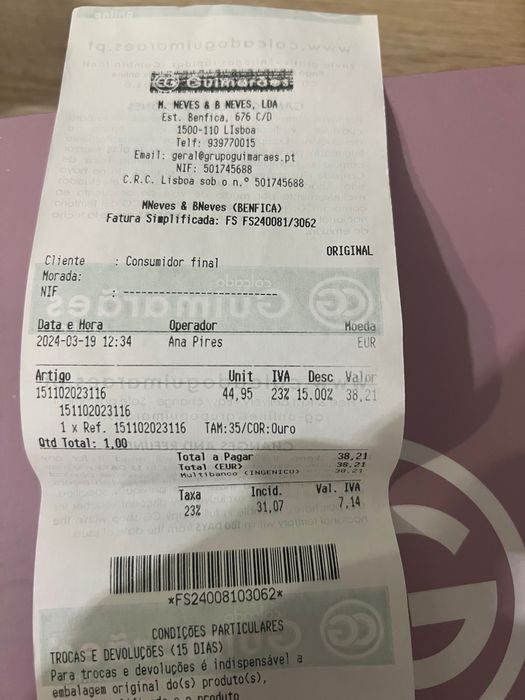 Guimarães
M. NEVES & B NEVES, LDA
Est. Benfica, 676 C/D
1500-110 LIsboa
Telf: 939770015
Email: geral@grupoguimaraes.pt
NIF: 501745688
C.R.C. Lisboa sob o n.º 501745688
MNeves & BNeves (BENFICA)
Fatura Simplificada: FS FS240081/3062
ORIGINAL
Cliente : Consumidor final
Morada:
NIF : --------------------------
Data e Hora Operador Moeda
2024-03-19 12:34 Ana Pires EUR
Artigo Unit IVA Desc Valor
151102023116 44,95 23% 15.00% 38,21
151102023116
1 x Ref. 151102023116 TAM:35/COR:Ouro
Qtd Total: 1,00
Total a Pagar 38,21
Total (EUR) 38,21
Multibanco (INGENICO) 38,21
Taxa Incid. Val. IVA
23% 31,07 7,14
*FS24008103062*
CONDIÇÕES PARTICULARES
TROCAS E DEVOLUÇÕES (15 DIAS)
Para trocas e devoluções é indispensável a
embalagem original do(s) produto(s),
o produto